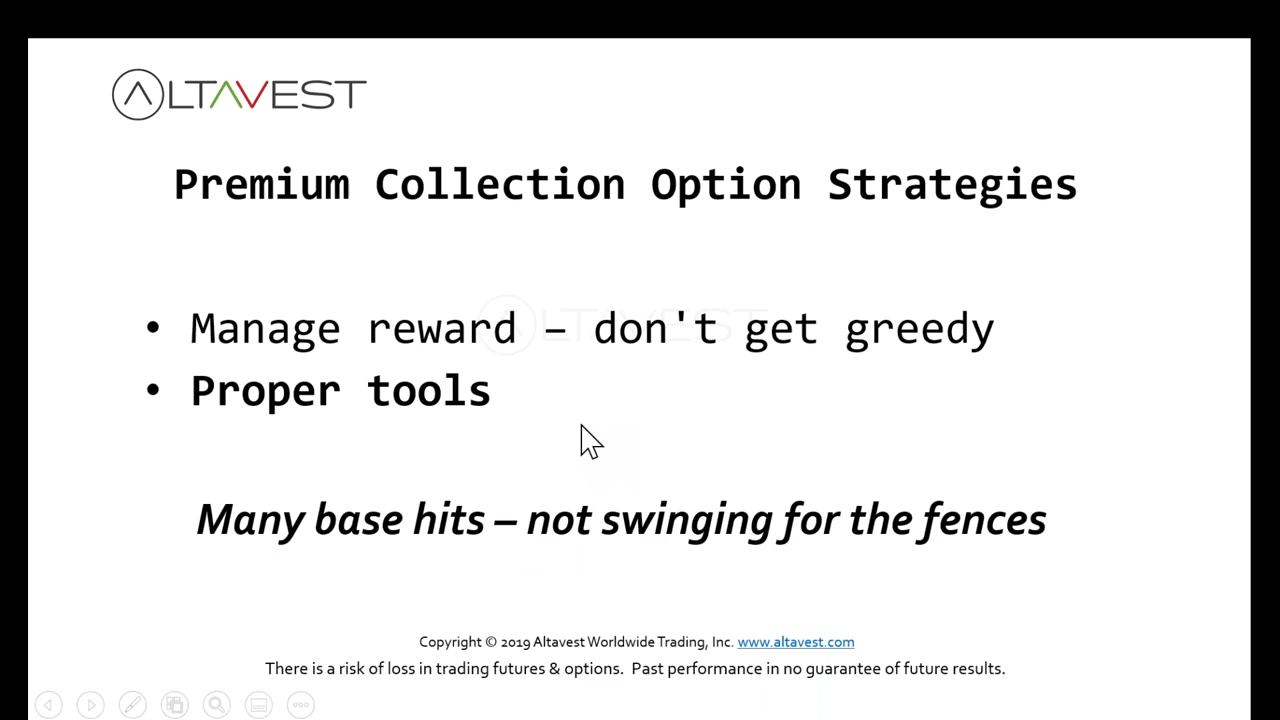 ALTAVEST
Premium Collection Option Strategies
• Manage reward – don't get greedy
• Proper tools
Many base hits – not swinging for the fences
Copyright © 2019 Altavest Worldwide Trading, Inc. www.altavest.com
There is a risk of loss in trading futures & options. Past performance in no guarantee of future results.